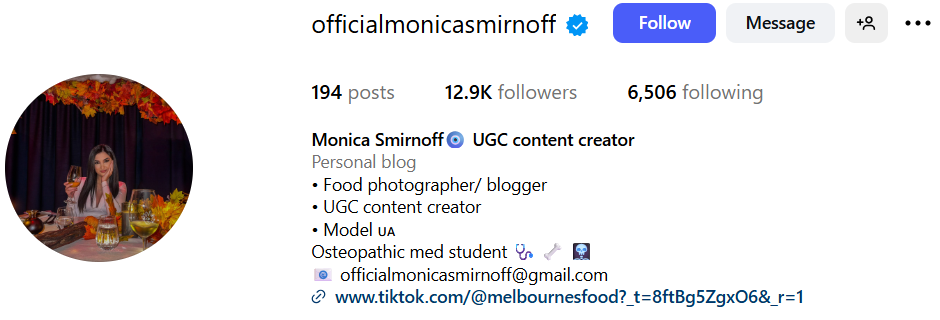 officialmonicasmirnoff Follow Message
194 posts 12.9K followers 6,506 following
Monica Smirnoff🧿 UGC content creator
Personal blog
• Food photographer/ blogger
• UGC content creator
• Model ᴜᴀ
Osteopathic med student 🩺 🦴 🩻
📧 officialmonicasmirnoff@gmail.com
www.tiktok.com/@melbournesfood?_t=8ftBg5ZgxO6&_r=1